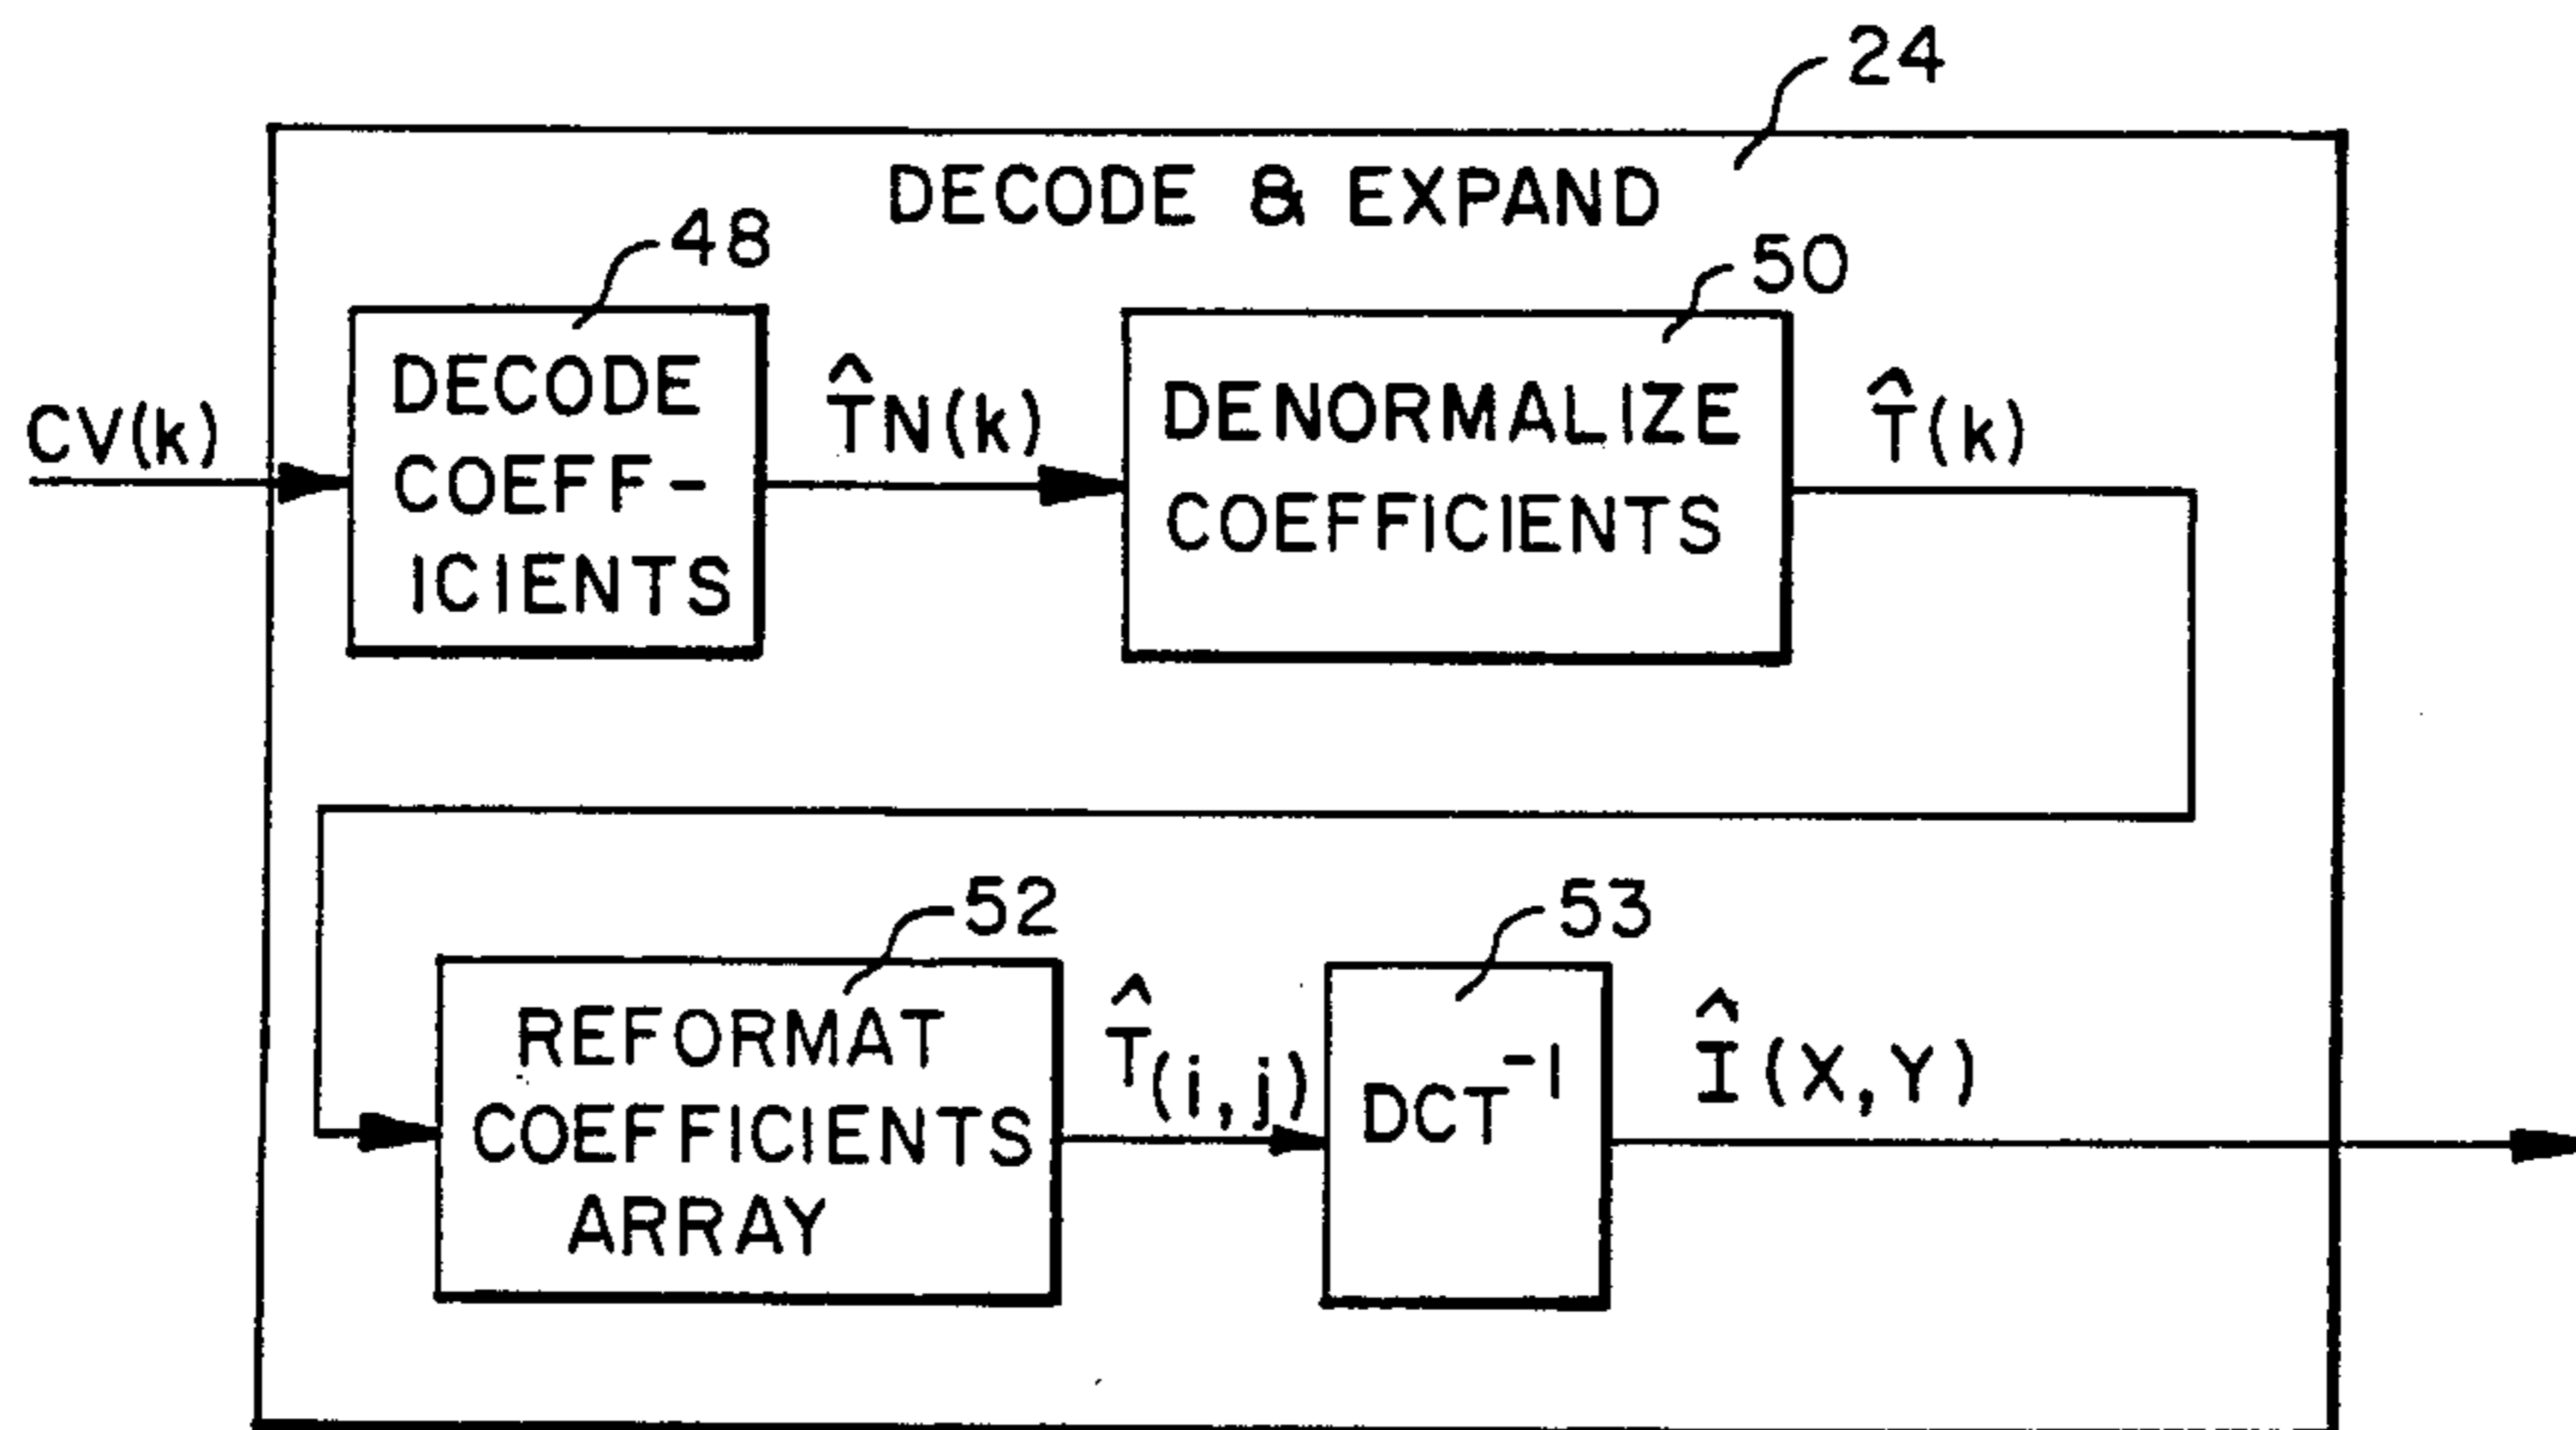 24
DECODE & EXPAND
48
50
DECODE
COEFF-
ICIENTS
CV(k)
T̂N(k)
DENORMALIZE
COEFFICIENTS
T̂(k)
52
53
REFORMAT
COEFFICIENTS
ARRAY
T̂(i,j)
DCT⁻¹
Î(X,Y)